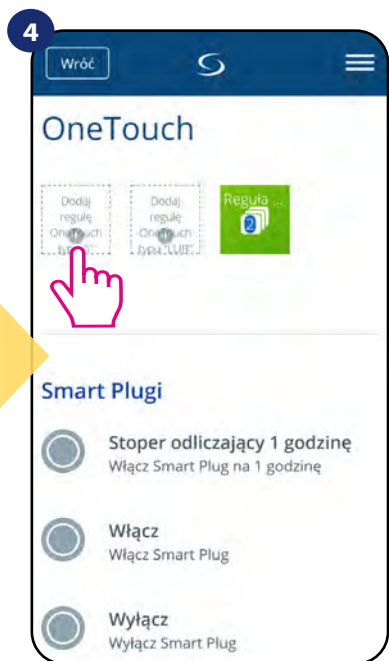 4
Wróć
OneTouch
Dodaj
regułę
OneTouch
Dodaj
regułę
OneTouch
typu "LUB"
Reguła ...
2
Smart Plugi
Stoper odliczający 1 godzinę
Włącz Smart Plug na 1 godzinę
Włącz
Włącz Smart Plug
Wyłącz
Wyłącz Smart Plug